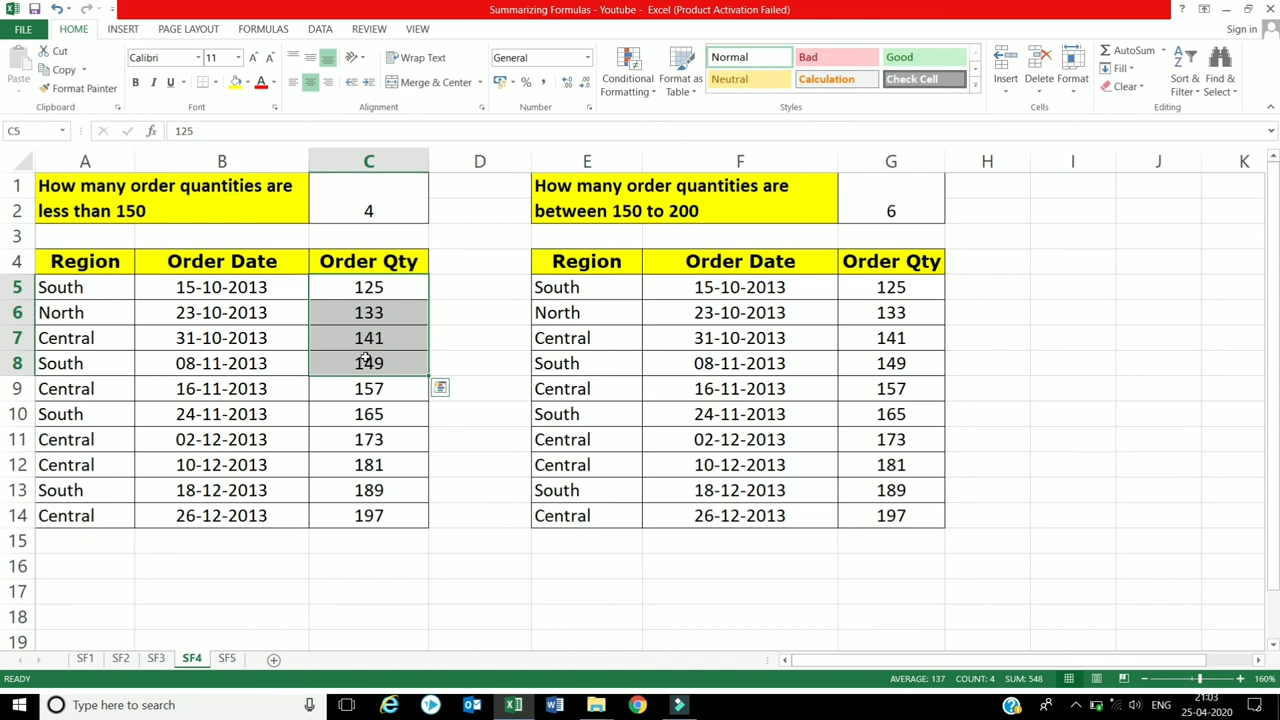 Summarizing Formulas - Youtube - Excel (Product Activation Failed)
FILE HOME INSERT PAGE LAYOUT FORMULAS DATA REVIEW VIEW Sign in
Paste Cut Copy Format Painter Clipboard
Calibri 11 B I U A Font
Wrap Text Merge & Center Alignment
General % , Number
Conditional Formatting Format as Table
Normal Bad Good
Neutral Calculation Check Cell
Styles
Insert Delete Format Cells
AutoSum Fill Clear Sort & Filter Find & Select Editing
C5 fx 125
A B C D E F G H I J K
1 How many order quantities are How many order quantities are
2 less than 150 4 between 150 to 200 6
3
4 Region Order Date Order Qty Region Order Date Order Qty
5 South 15-10-2013 125 South 15-10-2013 125
6 North 23-10-2013 133 North 23-10-2013 133
7 Central 31-10-2013 141 Central 31-10-2013 141
8 South 08-11-2013 149 South 08-11-2013 149
9 Central 16-11-2013 157 Central 16-11-2013 157
10 South 24-11-2013 165 South 24-11-2013 165
11 Central 02-12-2013 173 Central 02-12-2013 173
12 Central 10-12-2013 181 Central 10-12-2013 181
13 South 18-12-2013 189 South 18-12-2013 189
14 Central 26-12-2013 197 Central 26-12-2013 197
15
16
17
18
19
SF1 SF2 SF3 SF4 SF5
READY AVERAGE: 137 COUNT: 4 SUM: 548 160%
Type here to search ENG 21:03
25-04-2020